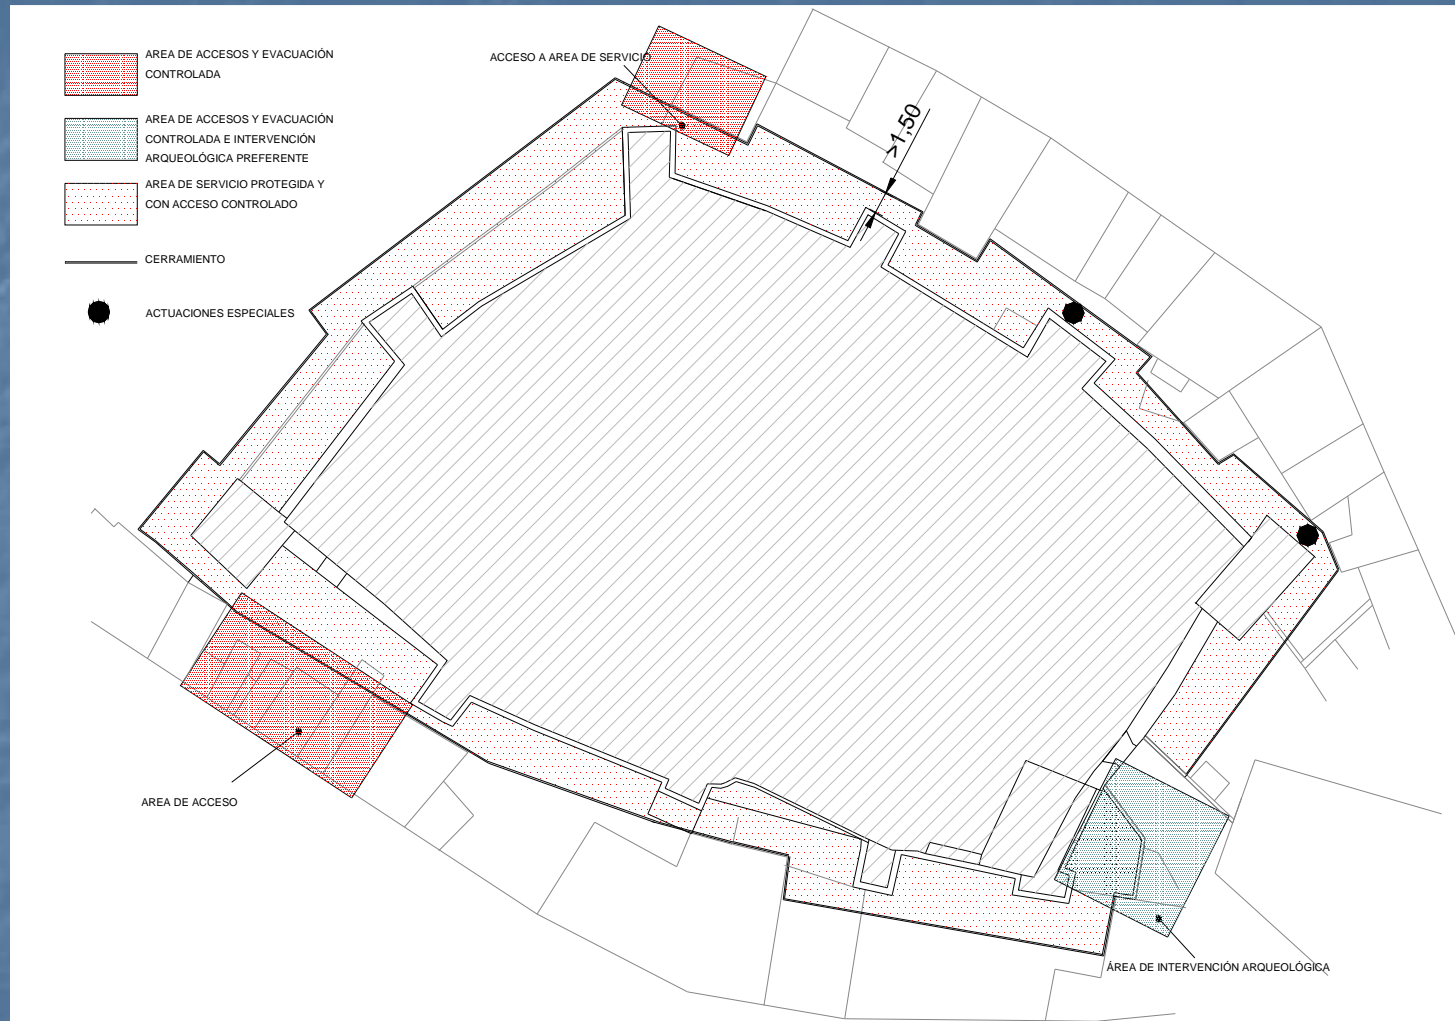 AREA DE ACCESOS Y EVACUACIÓN
CONTROLADA
AREA DE ACCESOS Y EVACUACIÓN
CONTROLADA E INTERVENCIÓN
ARQUEOLÓGICA PREFERENTE
AREA DE SERVICIO PROTEGIDA Y
CON ACCESO CONTROLADO
CERRAMIENTO
ACTUACIONES ESPECIALES
ACCESO A AREA DE SERVICIO
>1,50
AREA DE ACCESO
ÁREA DE INTERVENCIÓN ARQUEOLÓGICA